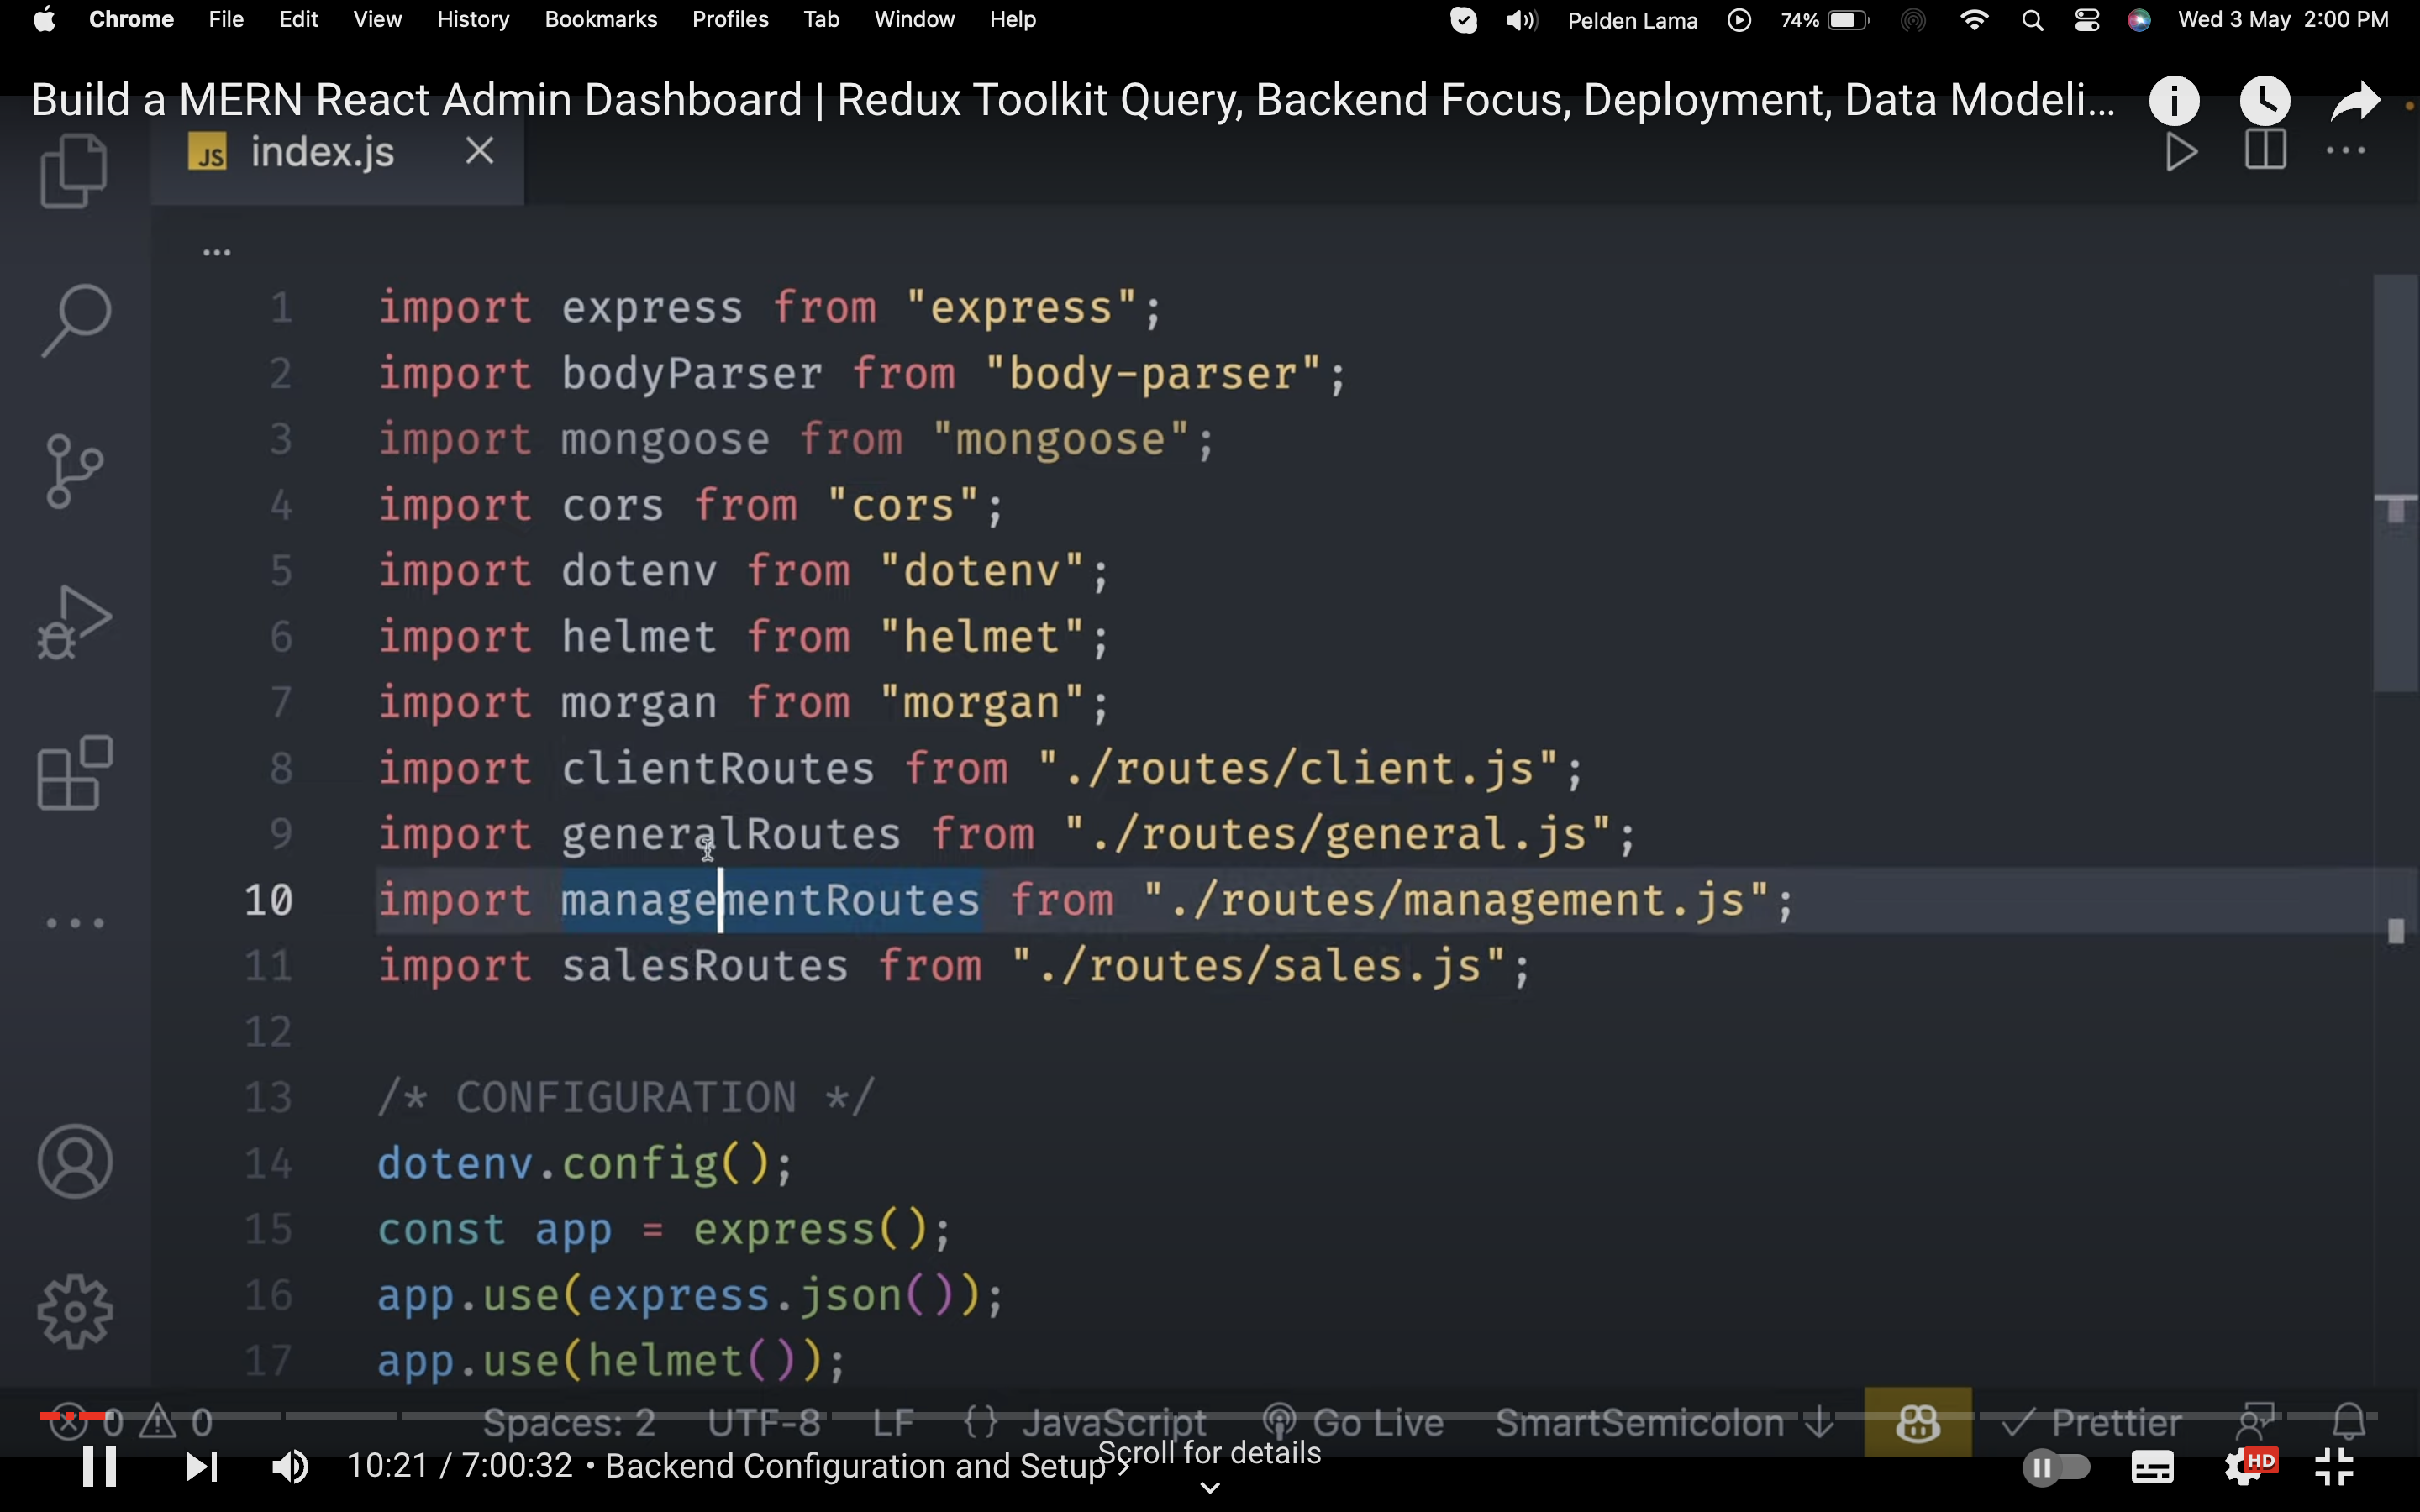 Chrome File Edit View History Bookmarks Profiles Tab Window Help Pelden Lama 74% Wed 3 May 2:00 PM
Build a MERN React Admin Dashboard | Redux Toolkit Query, Backend Focus, Deployment, Data Modeli...
JS index.js
...
1 import express from "express";
2 import bodyParser from "body-parser";
3 import mongoose from "mongoose";
4 import cors from "cors";
5 import dotenv from "dotenv";
6 import helmet from "helmet";
7 import morgan from "morgan";
8 import clientRoutes from "./routes/client.js";
9 import generalRoutes from "./routes/general.js";
10 import managementRoutes from "./routes/management.js";
11 import salesRoutes from "./routes/sales.js";
12
13 /* CONFIGURATION */
14 dotenv.config();
15 const app = express();
16 app.use(express.json());
17 app.use(helmet());
0 0 Spaces: 2 UTF-8 LF {} JavaScript Go Live SmartSemicolon ↓ Prettier
10:21 / 7:00:32 • Backend Configuration and Setup Scroll for details HD